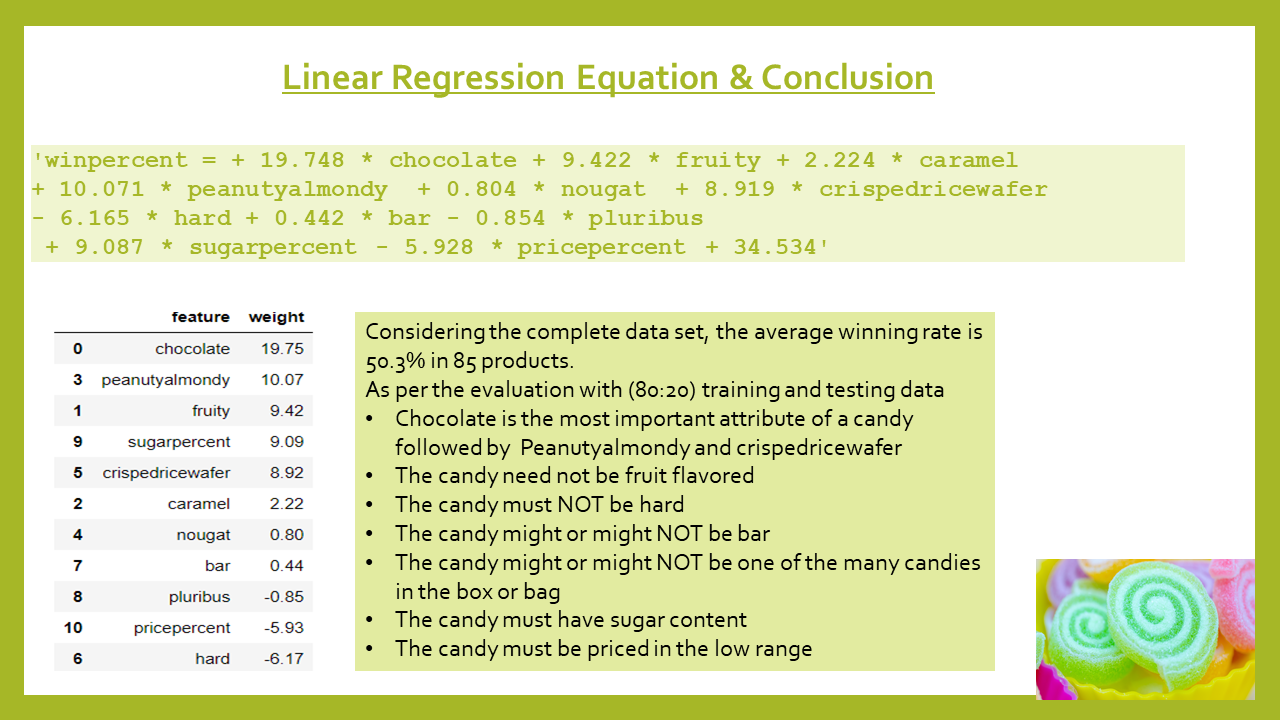 Linear Regression Equation & Conclusion
'winpercent = + 19.748 * chocolate + 9.422 * fruity + 2.224 * caramel
+ 10.071 * peanutyalmondy + 0.804 * nougat + 8.919 * crispedricewafer
- 6.165 * hard + 0.442 * bar - 0.854 * pluribus
+ 9.087 * sugarpercent - 5.928 * pricepercent + 34.534'
feature weight
0 chocolate 19.75
3 peanutyalmondy 10.07
1 fruity 9.42
9 sugarpercent 9.09
5 crispedricewafer 8.92
2 caramel 2.22
4 nougat 0.80
7 bar 0.44
8 pluribus -0.85
10 pricepercent -5.93
6 hard -6.17
Considering the complete data set, the average winning rate is
50.3% in 85 products.
As per the evaluation with (80:20) training and testing data
• Chocolate is the most important attribute of a candy
followed by Peanutyalmondy and crispedricewafer
• The candy need not be fruit flavored
• The candy must NOT be hard
• The candy might or might NOT be bar
• The candy might or might NOT be one of the many candies
in the box or bag
• The candy must have sugar content
• The candy must be priced in the low range